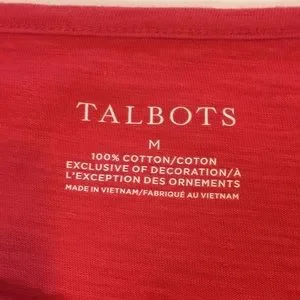 TALBOTS
M
100% COTTON/COTON
EXCLUSIVE OF DECORATION/À
L'EXCEPTION DES ORNEMENTS
MADE IN VIETNAM/FABRIQUÉ AU VIETNAM